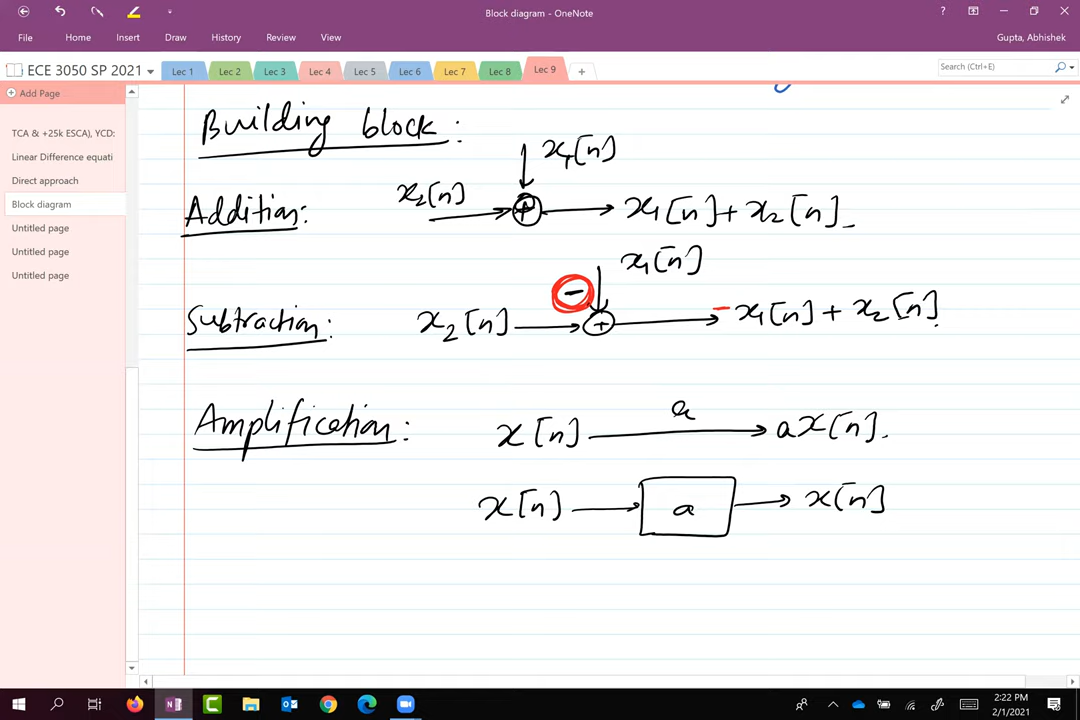 Block diagram - OneNote
?
File Home Insert Draw History Review View Gupta, Abhishek
ECE 3050 SP 2021 Lec 1 Lec 2 Lec 3 Lec 4 Lec 5 Lec 6 Lec 7 Lec 8 Lec 9 + Search (Ctrl+E)
Add Page
TCA & +25k ESCA), YCD:
Linear Difference equati
Direct approach
Block diagram
Untitled page
Untitled page
Untitled page
Building block:
x1[n]
Addition: x2[n] + x1[n] + x2[n]
x1[n]
−
Subtraction: x2[n] + −x1[n] + x2[n]
a
Amplification: x[n] ax[n].
x[n] a x[n]
2:22 PM
2/1/2021